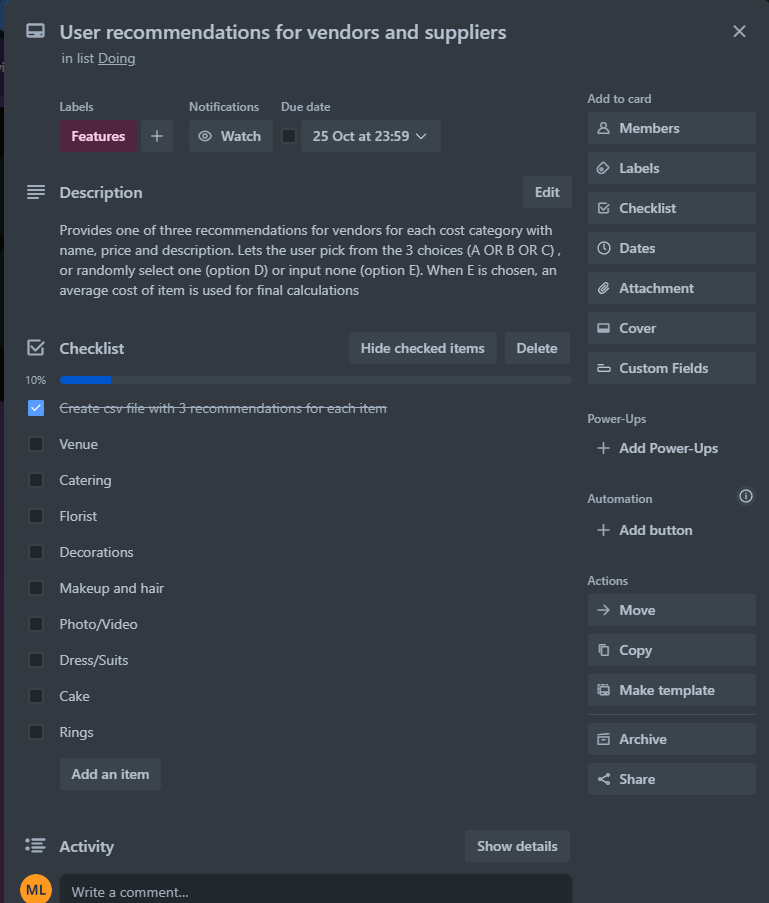 User recommendations for vendors and suppliers
in list Doing
Labels
Features
Notifications
Watch
Due date
25 Oct at 23:59
Description
Edit
Provides one of three recommendations for vendors for each cost category with
name, price and description. Lets the user pick from the 3 choices (A OR B OR C) ,
or randomly select one (option D) or input none (option E). When E is chosen, an
average cost of item is used for final calculations
Checklist
Hide checked items
Delete
10%
Create csv file with 3 recommendations for each item
Venue
Catering
Florist
Decorations
Makeup and hair
Photo/Video
Dress/Suits
Cake
Rings
Add an item
Activity
Show details
ML
Write a comment...
Add to card
Members
Labels
Checklist
Dates
Attachment
Cover
Custom Fields
Power-Ups
Add Power-Ups
Automation
Add button
Actions
Move
Copy
Make template
Archive
Share